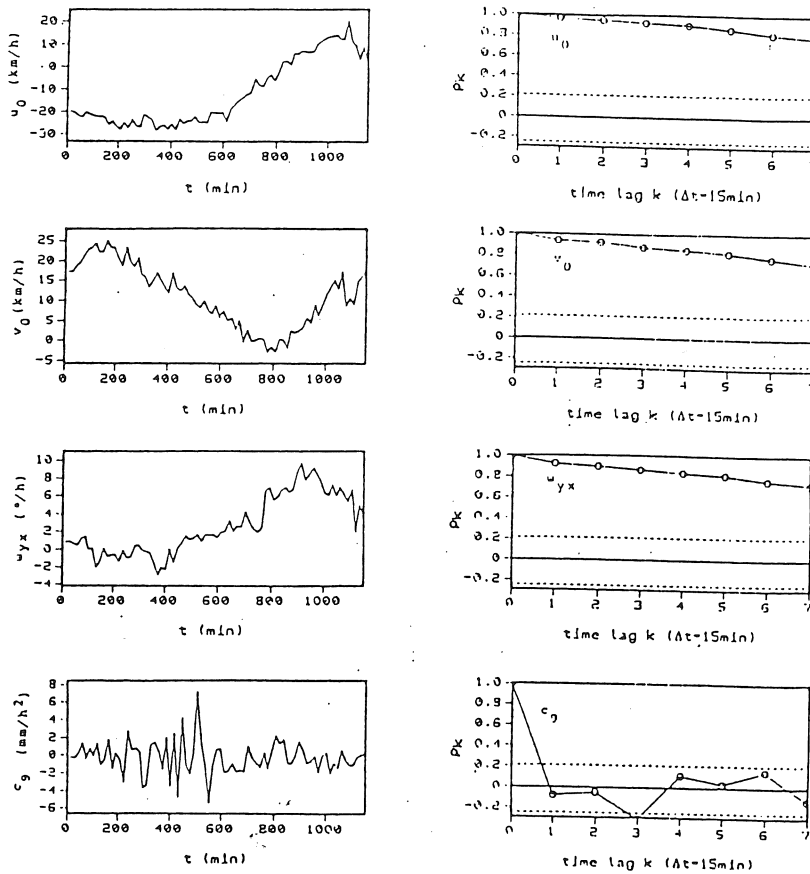 20
10
0
-10
-20
-30
u0 (km/h)
0 200 400 600 800 1000
t (min)
1.0
0.8
0.6
0.4
0.2
0
-0.2
ρk
u0
0 1 2 3 4 5 6
time lag k (Δt=15min)
25
20
15
10
5
0
-5
v0 (km/h)
0 200 400 600 800 1000
t (min)
1.0
0.8
0.6
0.4
0.2
0
-0.2
ρk
v0
0 1 2 3 4 5 6 7
time lag k (Δt=15min)
10
8
6
4
2
0
-2
-4
ωyx (°/h)
0 200 400 600 800 1000
t (min)
1.0
0.8
0.6
0.4
0.2
0
-0.2
ρk
ωyx
0 1 2 3 4 5 6 7
time lag k (Δt=15min)
8
6
4
2
0
-2
-4
-6
c9 (mm/h²)
0 200 400 600 800 1000
t (min)
1.0
0.8
0.6
0.4
0.2
0
-0.2
ρk
c9
0 1 2 3 4 5 6 7
time lag k (Δt=15min)